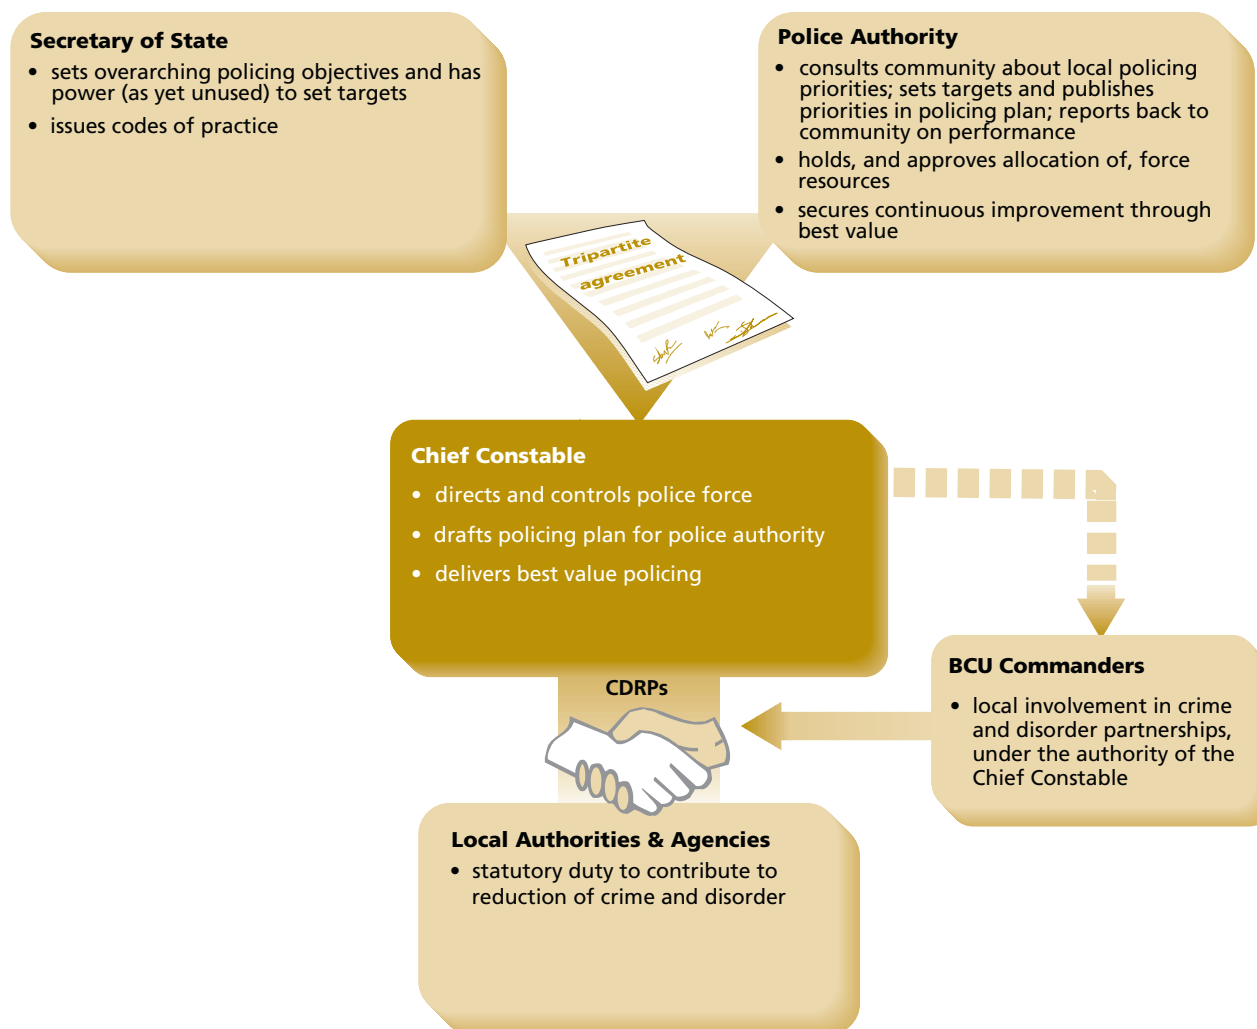 Secretary of State
• sets overarching policing objectives and has
power (as yet unused) to set targets
• issues codes of practice
Police Authority
• consults community about local policing
priorities; sets targets and publishes
priorities in policing plan; reports back to
community on performance
• holds, and approves allocation of, force
resources
• secures continuous improvement through
best value
Tripartite
agreement
Chief Constable
• directs and controls police force
• drafts policing plan for police authority
• delivers best value policing
CDRPs
BCU Commanders
• local involvement in crime
and disorder partnerships,
under the authority of the
Chief Constable
Local Authorities & Agencies
• statutory duty to contribute to
reduction of crime and disorder